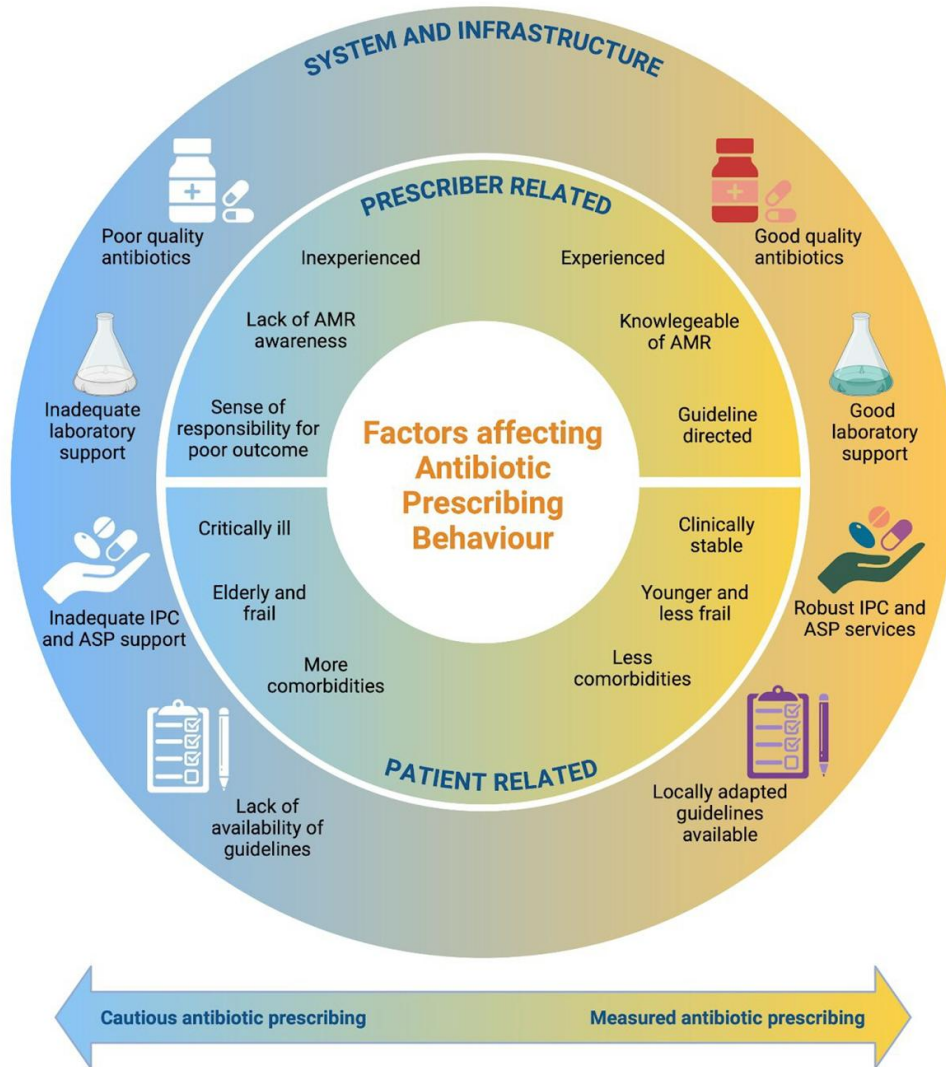 SYSTEM AND INFRASTRUCTURE
PRESCRIBER RELATED
Poor quality
antibiotics
Inexperienced
Experienced
Good quality
antibiotics
Lack of AMR
awareness
Knowlegeable
of AMR
Inadequate
laboratory
support
Sense of
responsibility for
poor outcome
Factors affecting
Antibiotic
Prescribing
Behaviour
Guideline
directed
Good
laboratory
support
Critically ill
Clinically
stable
Inadequate IPC
and ASP support
Elderly and
frail
Younger and
less frail
Robust IPC and
ASP services
More
comorbidities
Less
comorbidities
PATIENT RELATED
Lack of
availability of
guidelines
Locally adapted
guidelines
available
Cautious antibiotic prescribing
Measured antibiotic prescribing